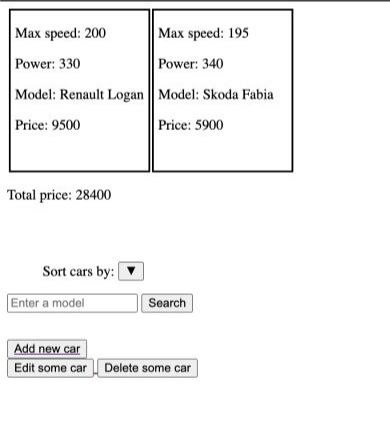 Max speed: 200
Power: 330
Model: Renault Logan
Price: 9500
Max speed: 195
Power: 340
Model: Skoda Fabia
Price: 5900
Total price: 28400
Sort cars by: ▼
Enter a model Search
Add new car
Edit some car Delete some car